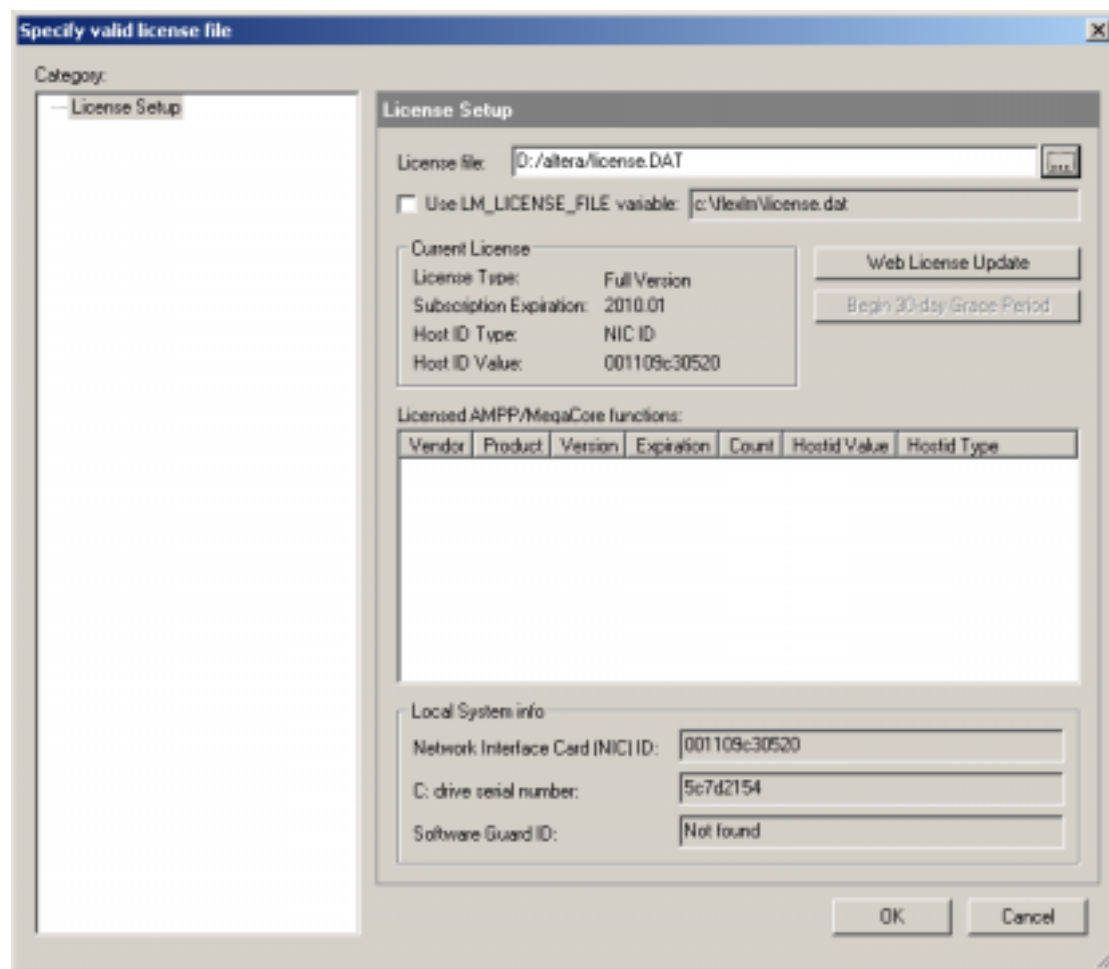 Specify valid license file
Category:
License Setup
License Setup
License file: D:/altera/license.DAT ...
Use LM_LICENSE_FILE variable: c:\flexlm\license.dat
Current License
License Type: Full Version
Subscription Expiration: 2010.01
Host ID Type: NIC ID
Host ID Value: 001109c30520
Web License Update
Begin 30-day Grace Period
Licensed AMPP/MegaCore functions:
Vendor Product Version Expiration Count Hostid Value Hostid Type
Local System info
Network Interface Card (NIC) ID: 001109c30520
C: drive serial number: 5c7d2154
Software Guard ID: Not found
OK Cancel